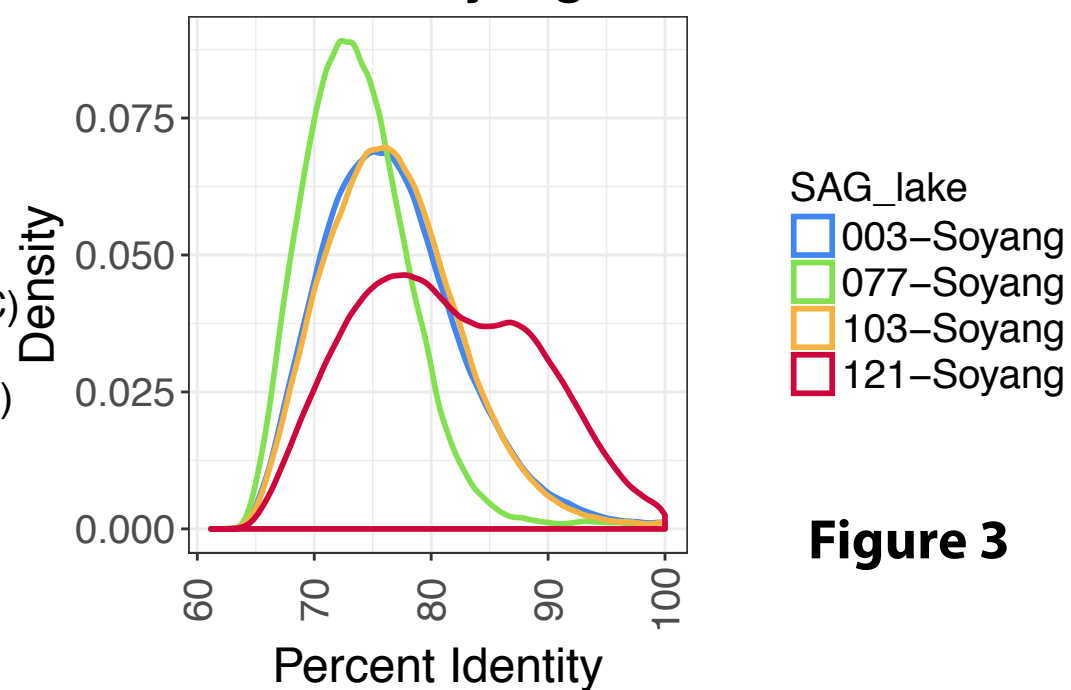 0.075
0.050
0.025
0.000
Density
)
60
70
80
90
100
Percent Identity
SAG_lake
003−Soyang
077−Soyang
103−Soyang
121−Soyang
Figure 3